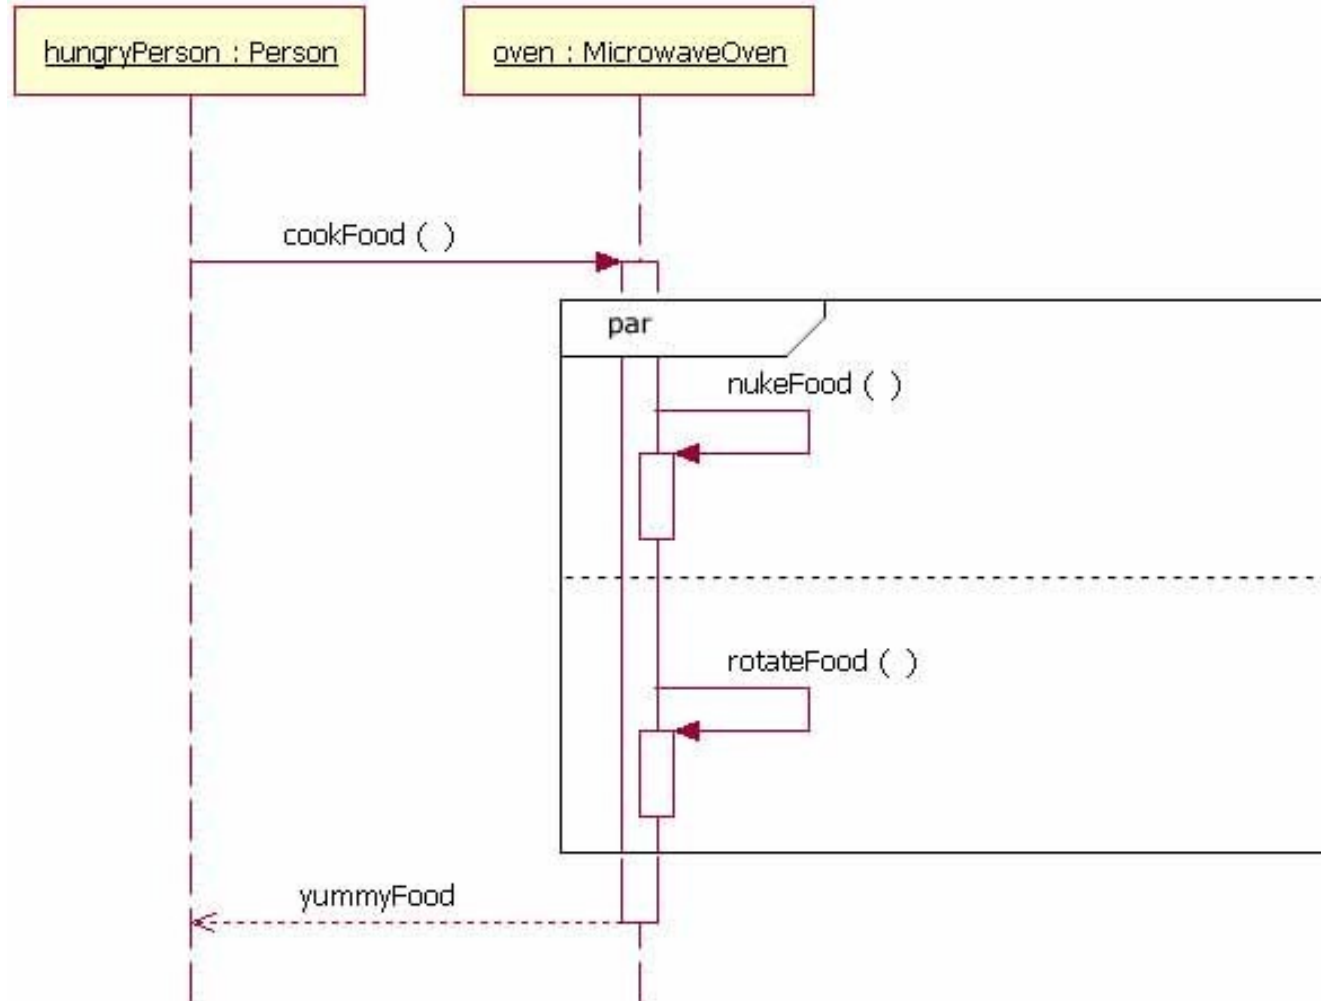 hungryPerson : Person
oven : MicrowaveOven
cookFood ( )
par
nukeFood ( )
rotateFood ( )
yummyFood